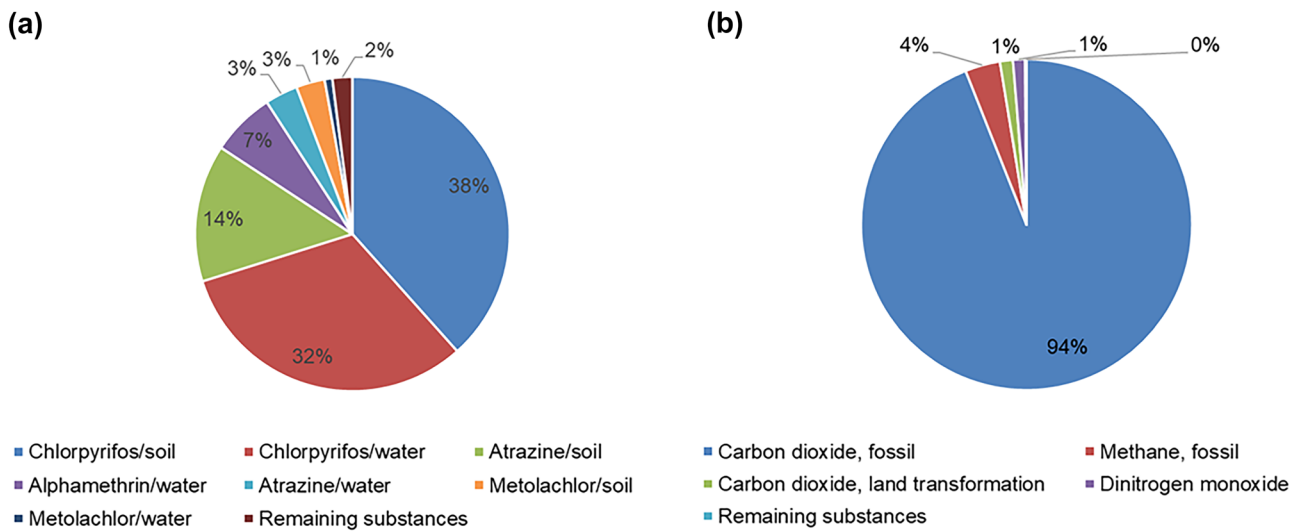 (a)
3%
3%
1%
2%
7%
38%
14%
32%
Chlorpyrifos/soil
Chlorpyrifos/water
Atrazine/soil
Alphamethrin/water
Atrazine/water
Metolachlor/soil
Metolachlor/water
Remaining substances
(b)
4%
1%
1%
0%
94%
Carbon dioxide, fossil
Methane, fossil
Carbon dioxide, land transformation
Dinitrogen monoxide
Remaining substances